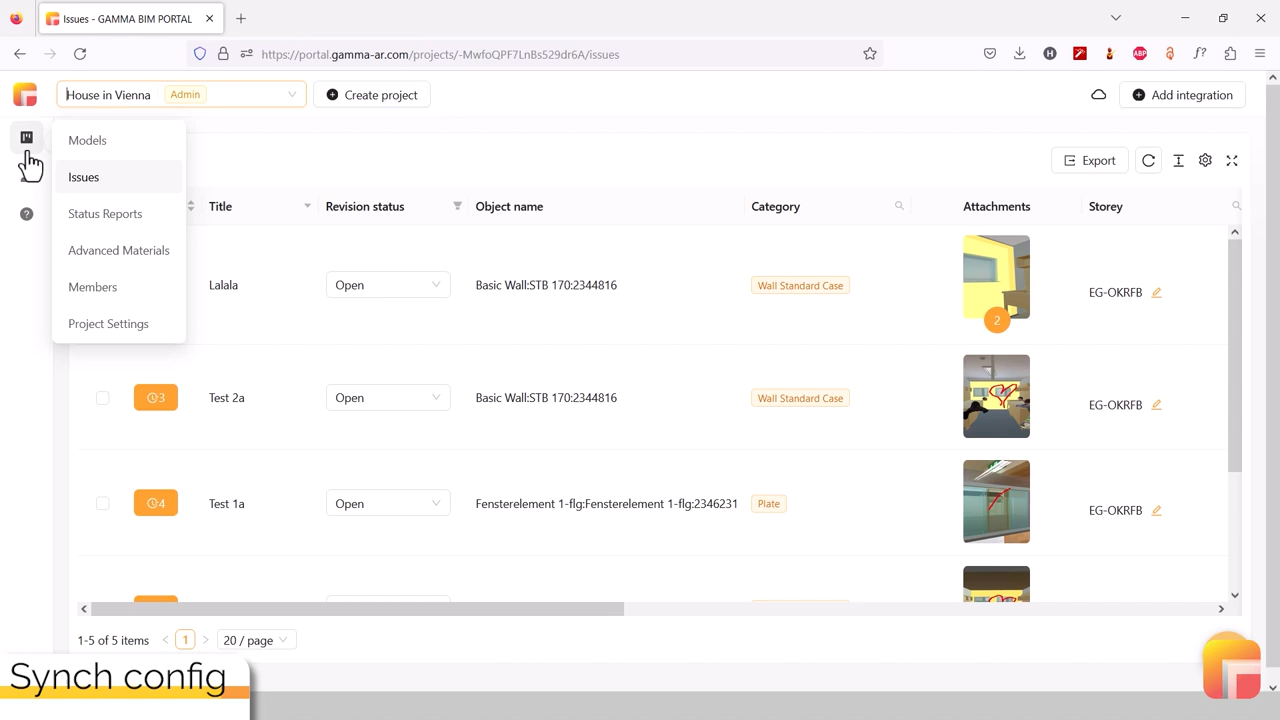 Issues - GAMMA BIM PORTAL
https://portal.gamma-ar.com/projects/-MwfoQPF7LnBs529dr6A/issues
House in Vienna Admin Create project Add integration
Models
Issues
Status Reports
Advanced Materials
Members
Project Settings
Export
Title Revision status Object name Category Attachments Storey
Lalala Open Basic Wall:STB 170:2344816 Wall Standard Case 2 EG-OKRFB
3 Test 2a Open Basic Wall:STB 170:2344816 Wall Standard Case EG-OKRFB
4 Test 1a Open Fensterelement 1-flg:Fensterelement 1-flg:2346231 Plate EG-OKRFB
1-5 of 5 items 1 20 / page
Synch config